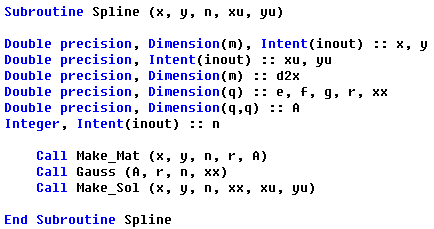 Subroutine Spline (x, y, n, xu, yu)
Double precision, Dimension(m), Intent(inout) :: x, y
Double precision, Intent(inout) :: xu, yu
Double precision, Dimension(m) :: d2x
Double precision, Dimension(q) :: e, f, g, r, xx
Double precision, Dimension(q,q) :: A
Integer, Intent(inout) :: n
Call Make_Mat (x, y, n, r, A)
Call Gauss (A, r, n, xx)
Call Make_Sol (x, y, n, xx, xu, yu)
End Subroutine Spline